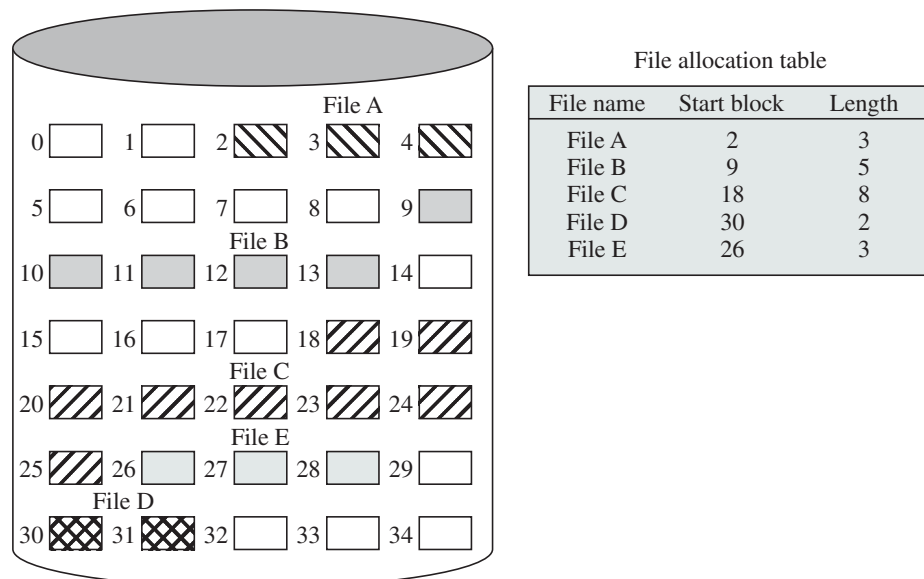 File A
0 1 2 3 4
5 6 7 8 9
File B
10 11 12 13 14
15 16 17 18 19
File C
20 21 22 23 24
File E
25 26 27 28 29
File D
30 31 32 33 34
File allocation table
File name Start block Length
File A 2 3
File B 9 5
File C 18 8
File D 30 2
File E 26 3